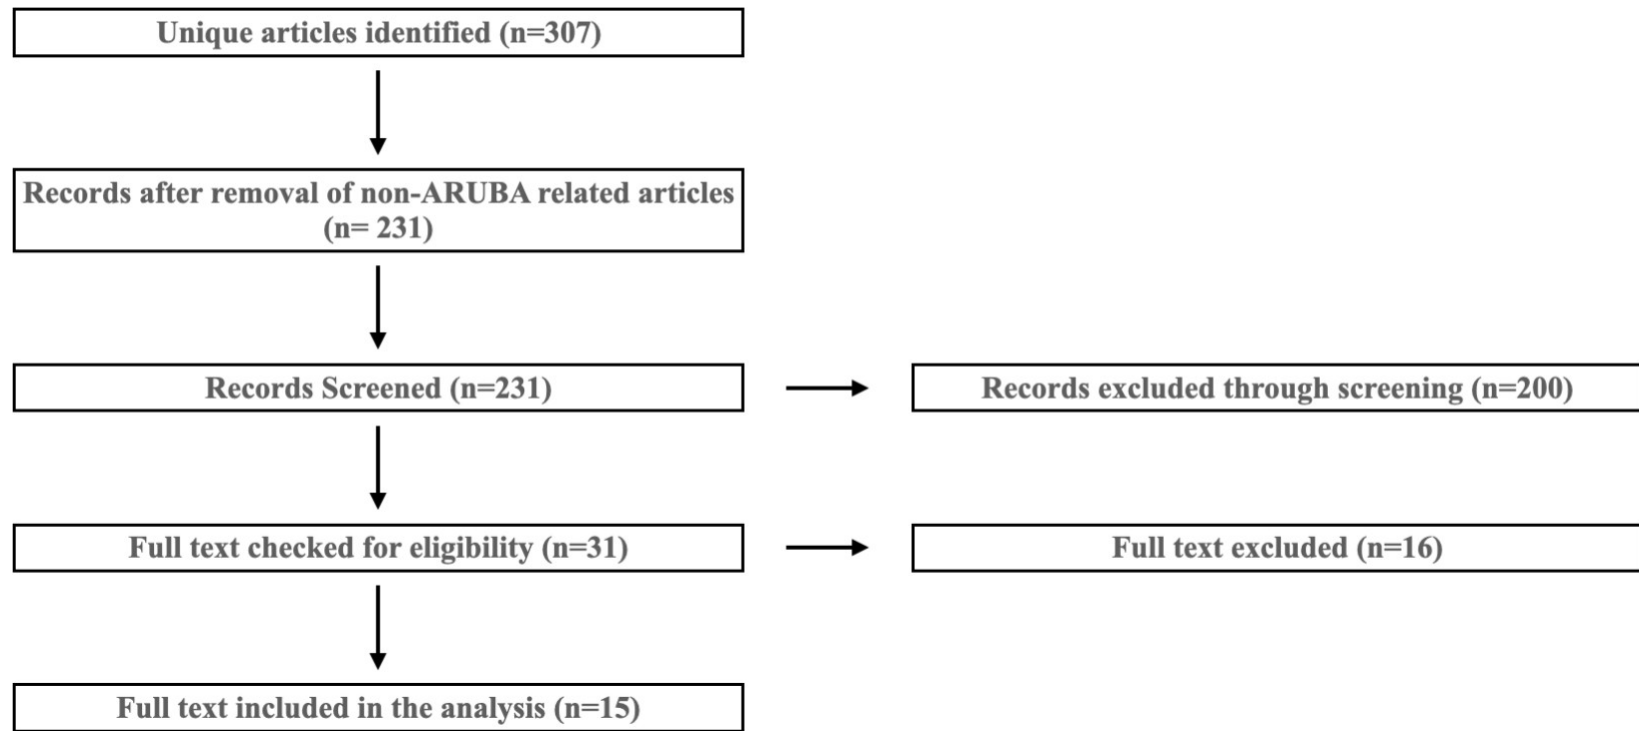 Unique articles identified (n=307)
Records after removal of non-ARUBA related articles
(n= 231)
Records Screened (n=231)
Records excluded through screening (n=200)
Full text checked for eligibility (n=31)
Full text excluded (n=16)
Full text included in the analysis (n=15)